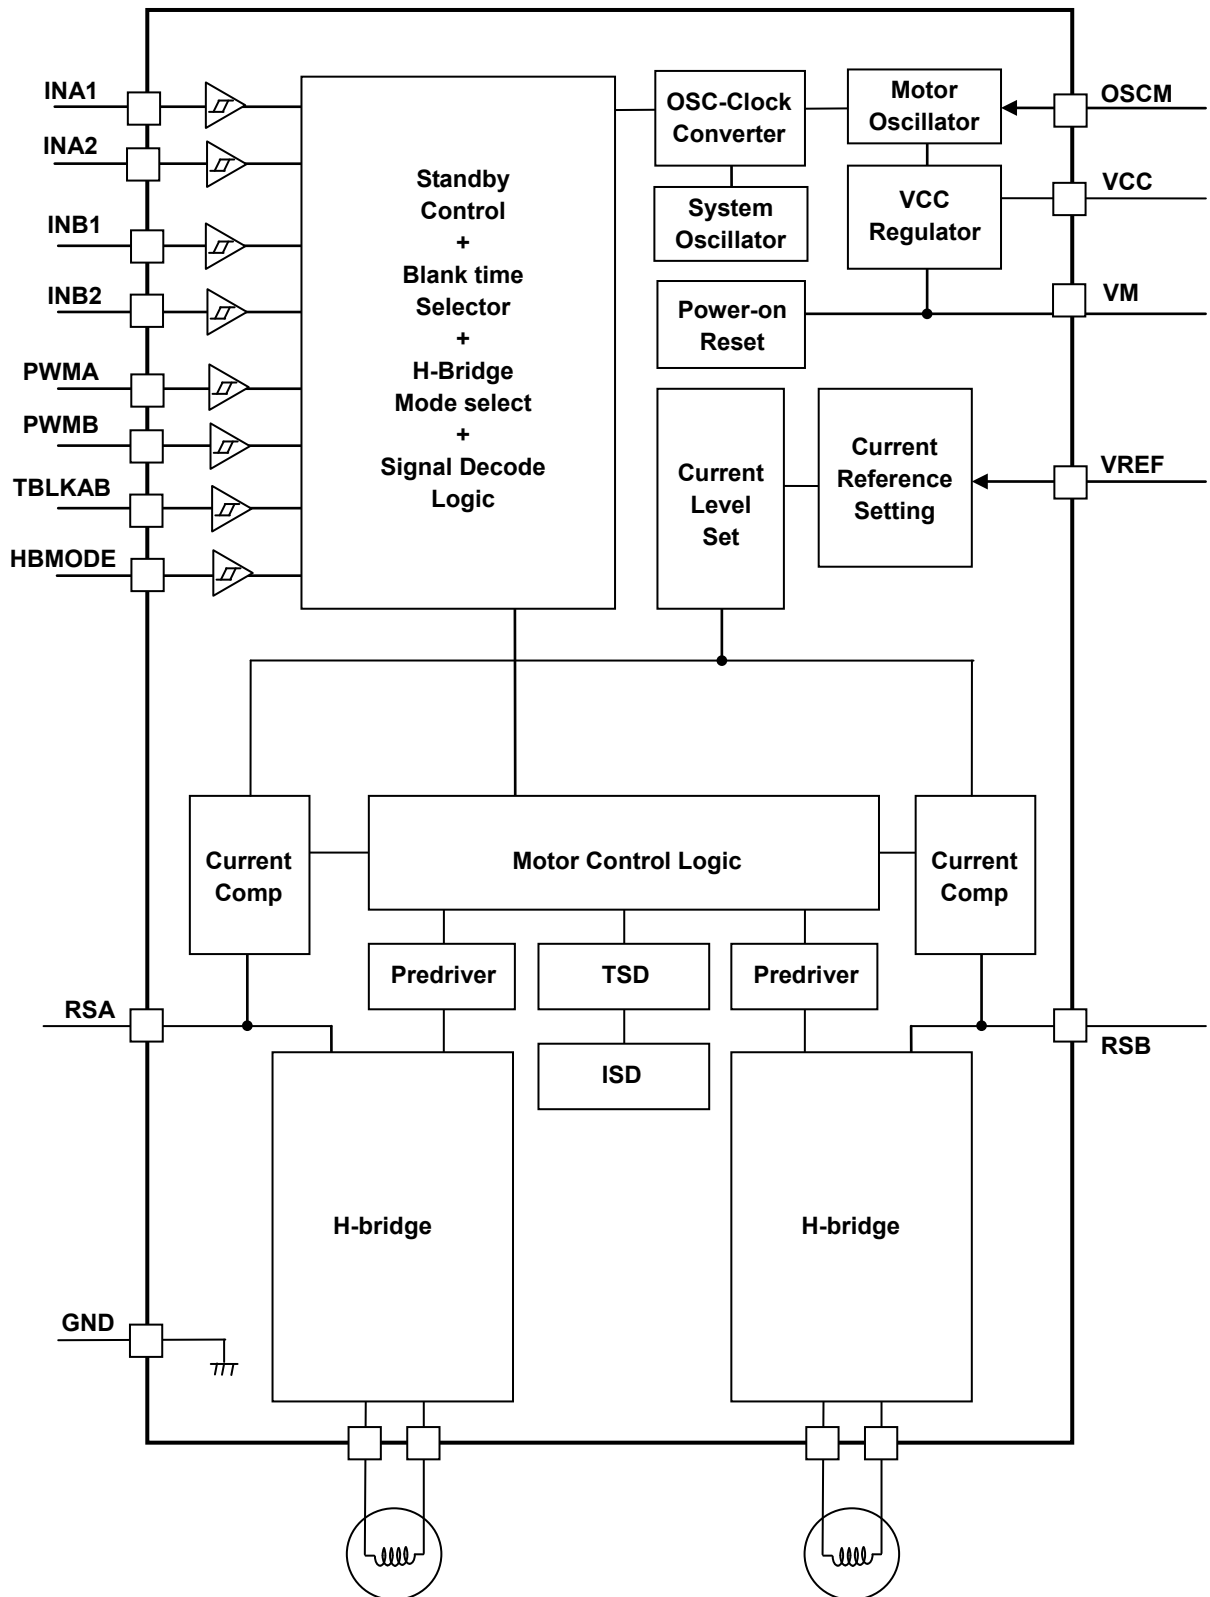 INA1
INA2
INB1
INB2
PWMA
PWMB
TBLKAB
HBMODE
Standby
Control
+
Blank time
Selector
+
H-Bridge
Mode select
+
Signal Decode
Logic
OSC-Clock
Converter
Motor
Oscillator
OSCM
System
Oscillator
VCC
Regulator
VCC
Power-on
Reset
VM
Current
Level
Set
Current
Reference
Setting
VREF
Current
Comp
Motor Control Logic
Current
Comp
Predriver
TSD
Predriver
RSA
ISD
RSB
H-bridge
H-bridge
GND